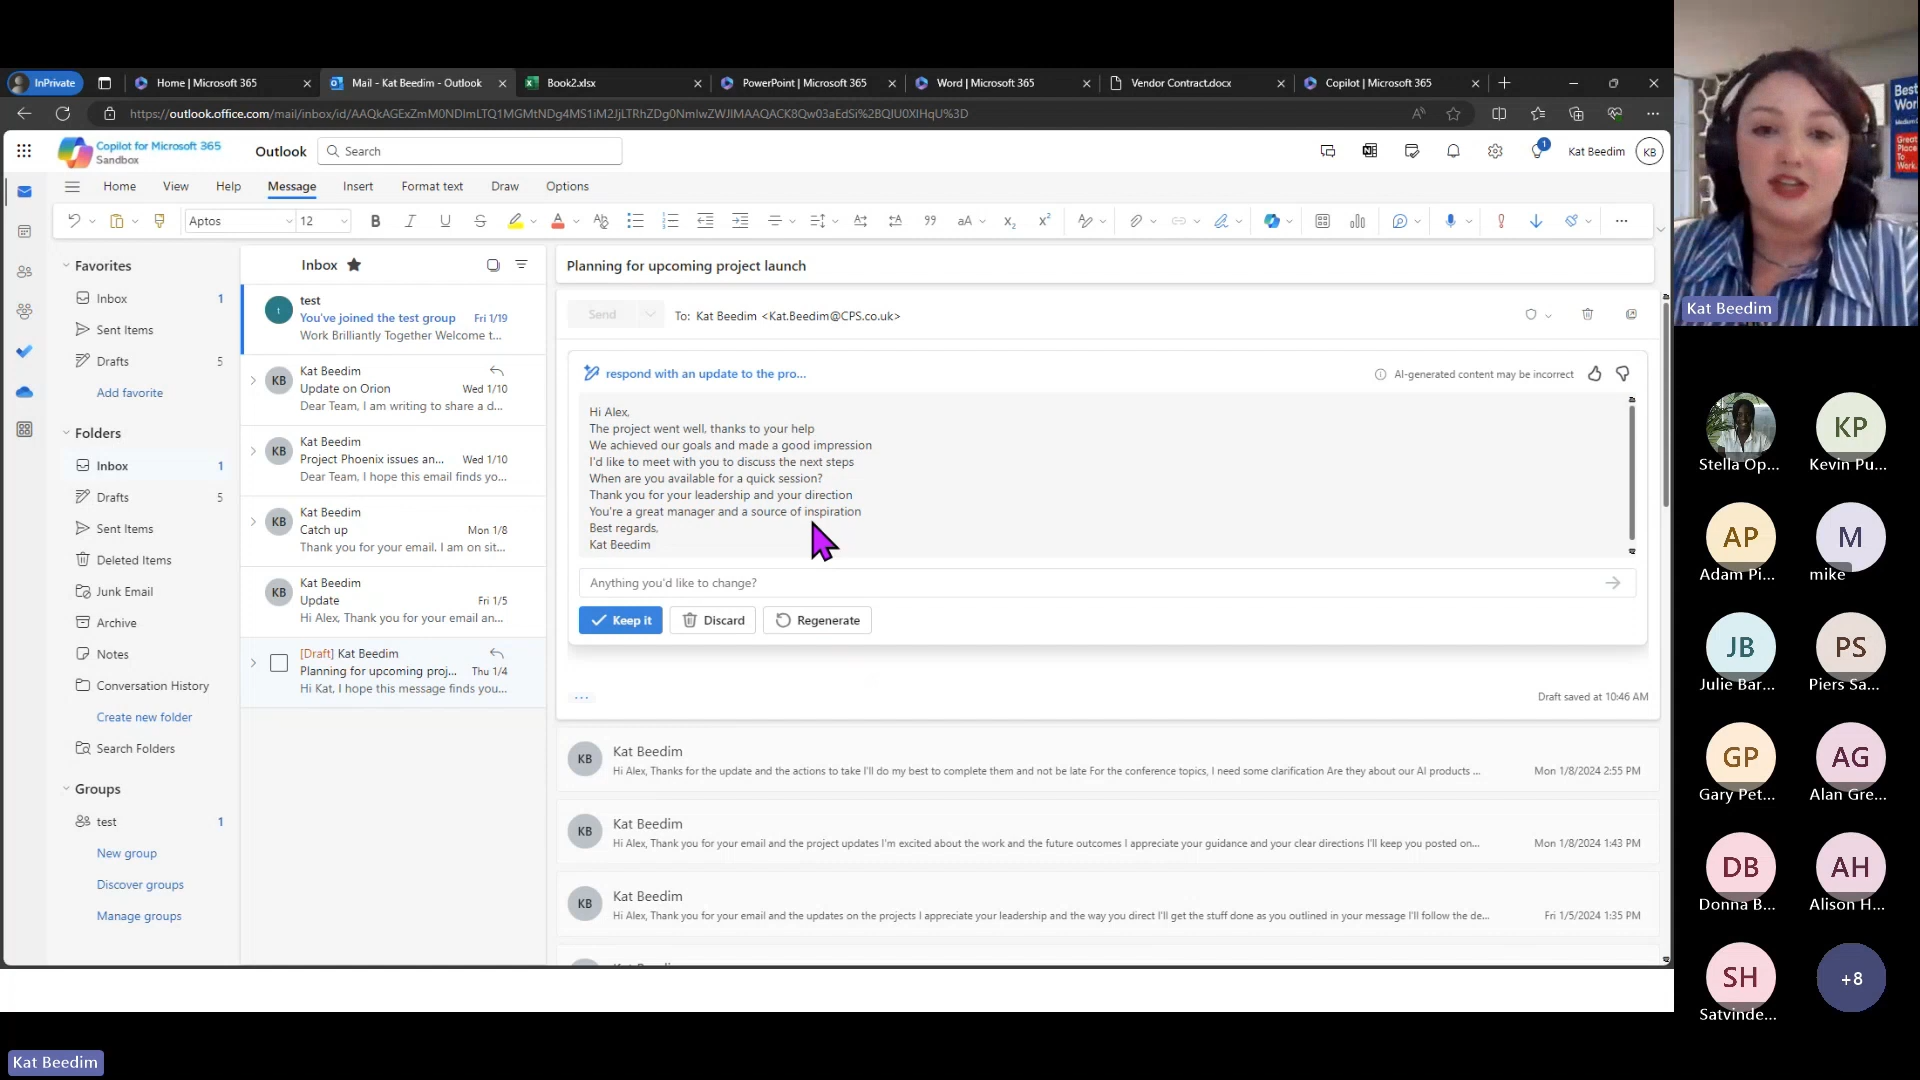 InPrivate
Home | Microsoft 365
Mail - Kat Beedim - Outlook
Book2.xlsx
PowerPoint | Microsoft 365
Word | Microsoft 365
Vendor Contract.docx
Copilot | Microsoft 365
Copilot for Microsoft 365
Sandbox
Outlook
Search
1
Kat Beedim
KB
Home
View
Help
Message
Insert
Format text
Draw
Options
Aptos
12
Favorites
Inbox 1
Sent Items
Drafts 5
Add favorite
Folders
Inbox 1
Drafts 5
Sent Items
Deleted Items
Junk Email
Archive
Notes
Conversation History
Create new folder
Search Folders
Groups
test 1
New group
Discover groups
Manage groups
Inbox
test
You've joined the test group Fri 1/19
Work Brilliantly Together Welcome t...
KB
Kat Beedim
Update on Orion Wed 1/10
Dear Team, I am writing to share a d...
KB
Kat Beedim
Project Phoenix issues an... Wed 1/10
Dear Team, I hope this email finds yo...
KB
Kat Beedim
Catch up Mon 1/8
Thank you for your email. I am on sit...
KB
Kat Beedim
Update Fri 1/5
Hi Alex, Thank you for your email an...
[Draft] Kat Beedim
Planning for upcoming proj... Thu 1/4
Hi Kat, I hope this message finds you...
Planning for upcoming project launch
Send
To: Kat Beedim <Kat.Beedim@CPS.co.uk>
respond with an update to the pro...
AI-generated content may be incorrect
Hi Alex,
The project went well, thanks to your help
We achieved our goals and made a good impression
I'd like to meet with you to discuss the next steps
When are you available for a quick session?
Thank you for your leadership and your direction
You're a great manager and a source of inspiration
Best regards,
Kat Beedim
Anything you'd like to change?
Keep it
Discard
Regenerate
...
Draft saved at 10:46 AM
KB
Kat Beedim
Hi Alex, Thanks for the update and the actions to take I'll do my best to complete them and not be late For the conference topics, I need some clarification Are they about our AI products ... Mon 1/8/2024 2:55 PM
KB
Kat Beedim
Hi Alex, Thank you for your email and the project updates I'm excited about the work and the future outcomes I appreciate your guidance and your clear directions I'll keep you posted on... Mon 1/8/2024 1:43 PM
KB
Kat Beedim
Hi Alex, Thank you for your email and the updates on the projects I appreciate your leadership and the way you direct I'll get the stuff done as you outlined in your message I'll follow the de... Fri 1/5/2024 1:35 PM
Best
Great
Place
To
Work.
Kat Beedim
Stella Op...
KP
Kevin Pu...
AP
Adam Pi...
M
mike
JB
Julie Bar...
PS
Piers Sa...
GP
Gary Pet...
AG
Alan Gre...
DB
Donna B...
AH
Alison H...
SH
Satvinde...
+8
Kat Beedim